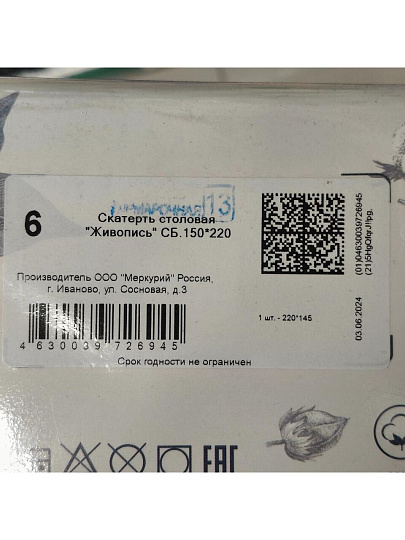 6
Скатерть столовая
"Живопись" СБ.150*220
13
Производитель ООО "Меркурий" Россия,
г. Иваново, ул. Сосновая, д.3
4 630039 726945
Срок годности не ограничен
1 шт. - 220*145
(01)04630039726945
03.06.2024
EAC